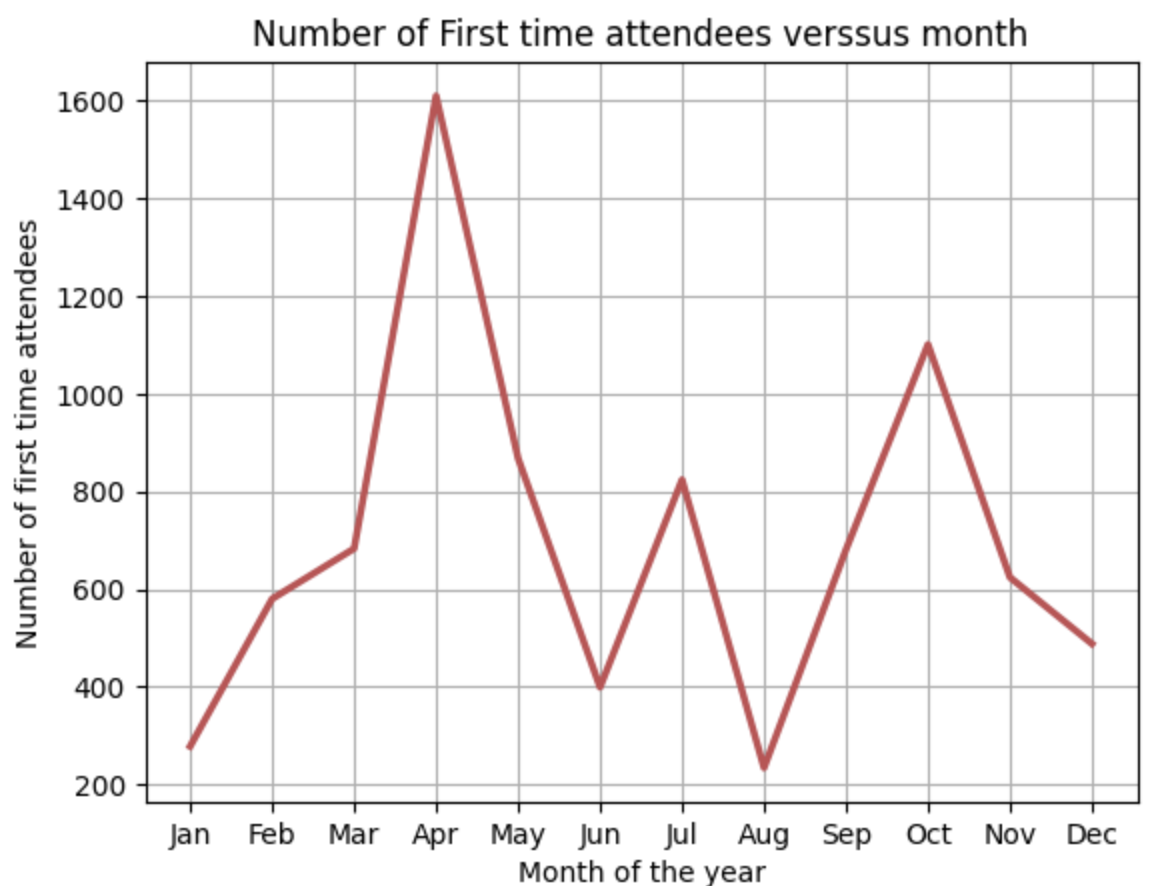 Number of First time attendees verssus month
Number of first time attendees
1600
1400
1200
1000
800
600
400
200
Jan Feb Mar Apr May Jun Jul Aug Sep Oct Nov Dec
Month of the year